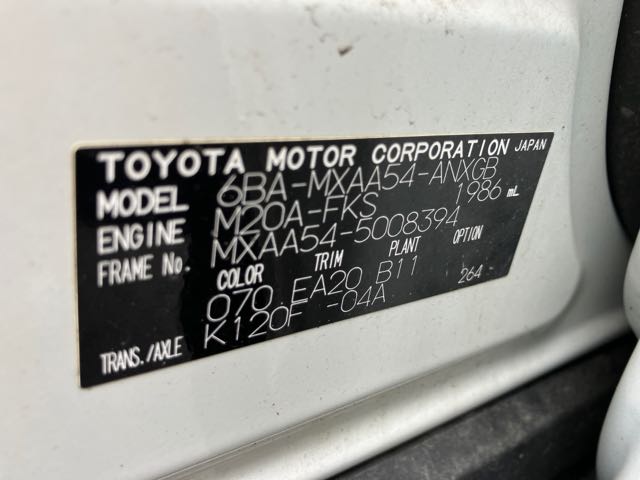 TOYOTA MOTOR CORPORATION JAPAN
MODEL 6BA-MXAA54-ANXGB
ENGINE M20A-FKS 1986 mL
FRAME No. MXAA54-5008394
COLOR TRIM PLANT OPTION
070 EA20 B11 264
TRANS./AXLE K120F -04A